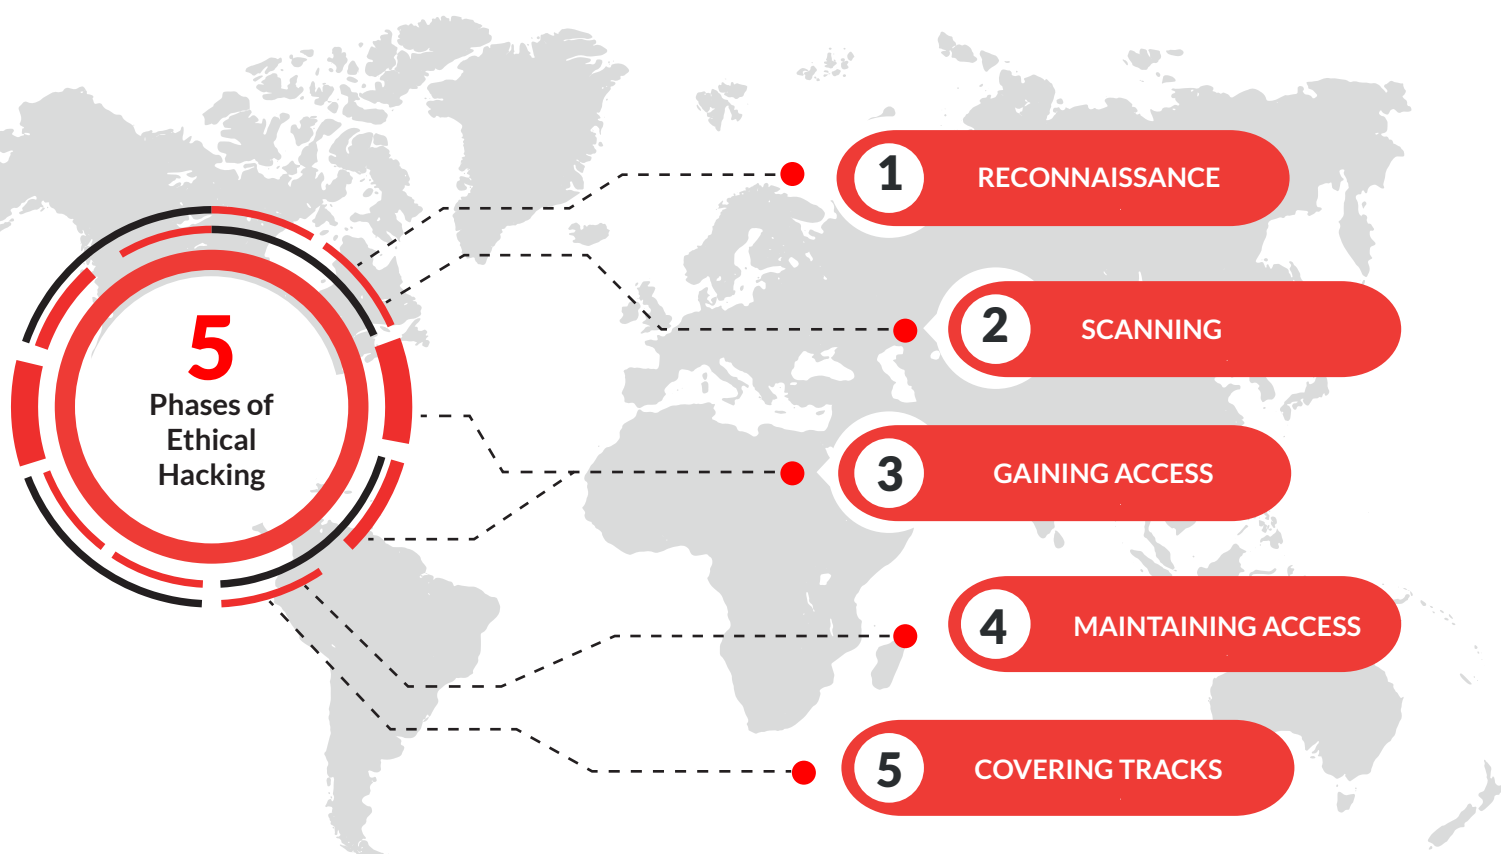 5
Phases of
Ethical
Hacking
1 RECONNAISSANCE
2 SCANNING
3 GAINING ACCESS
4 MAINTAINING ACCESS
5 COVERING TRACKS